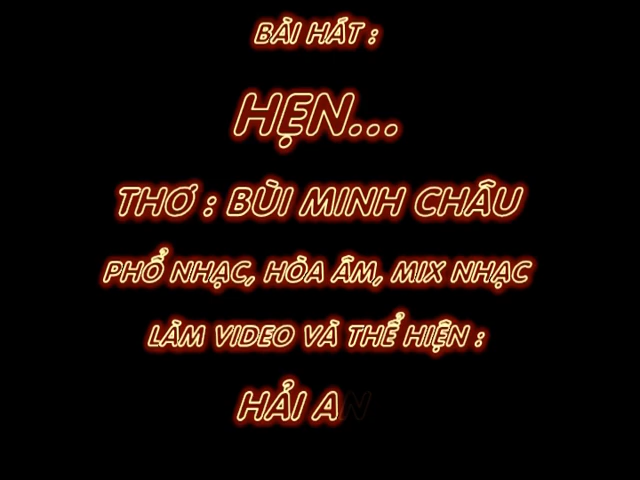 BÀI HÁT :
HẸN...
THƠ : BÙI MINH CHÂU
PHỔ NHẠC, HÒA ÂM, MIX NHẠC
LÀM VIDEO VÀ THỂ HIỆN :
HẢI AN